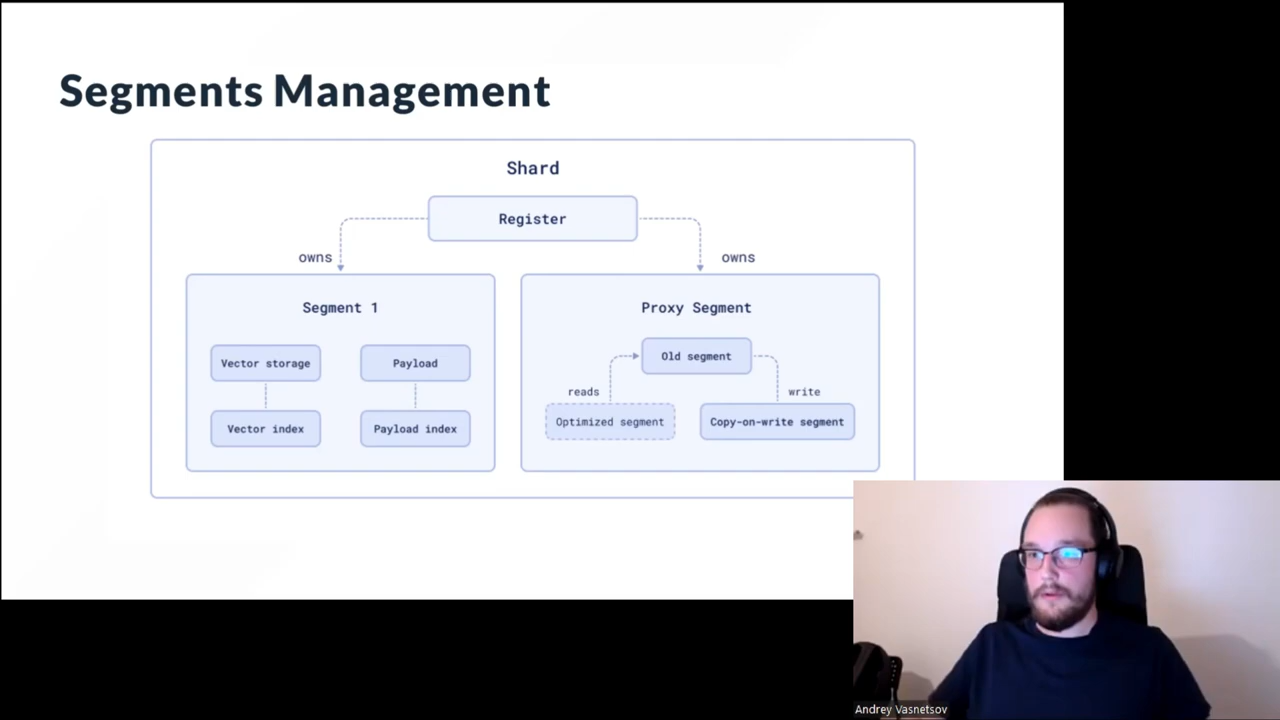 Segments Management
Shard
Register
owns
owns
Segment 1
Proxy Segment
Vector storage
Payload
Old segment
reads
write
Optimized segment
Copy-on-write segment
Vector index
Payload index
Andrey Vasnetsov